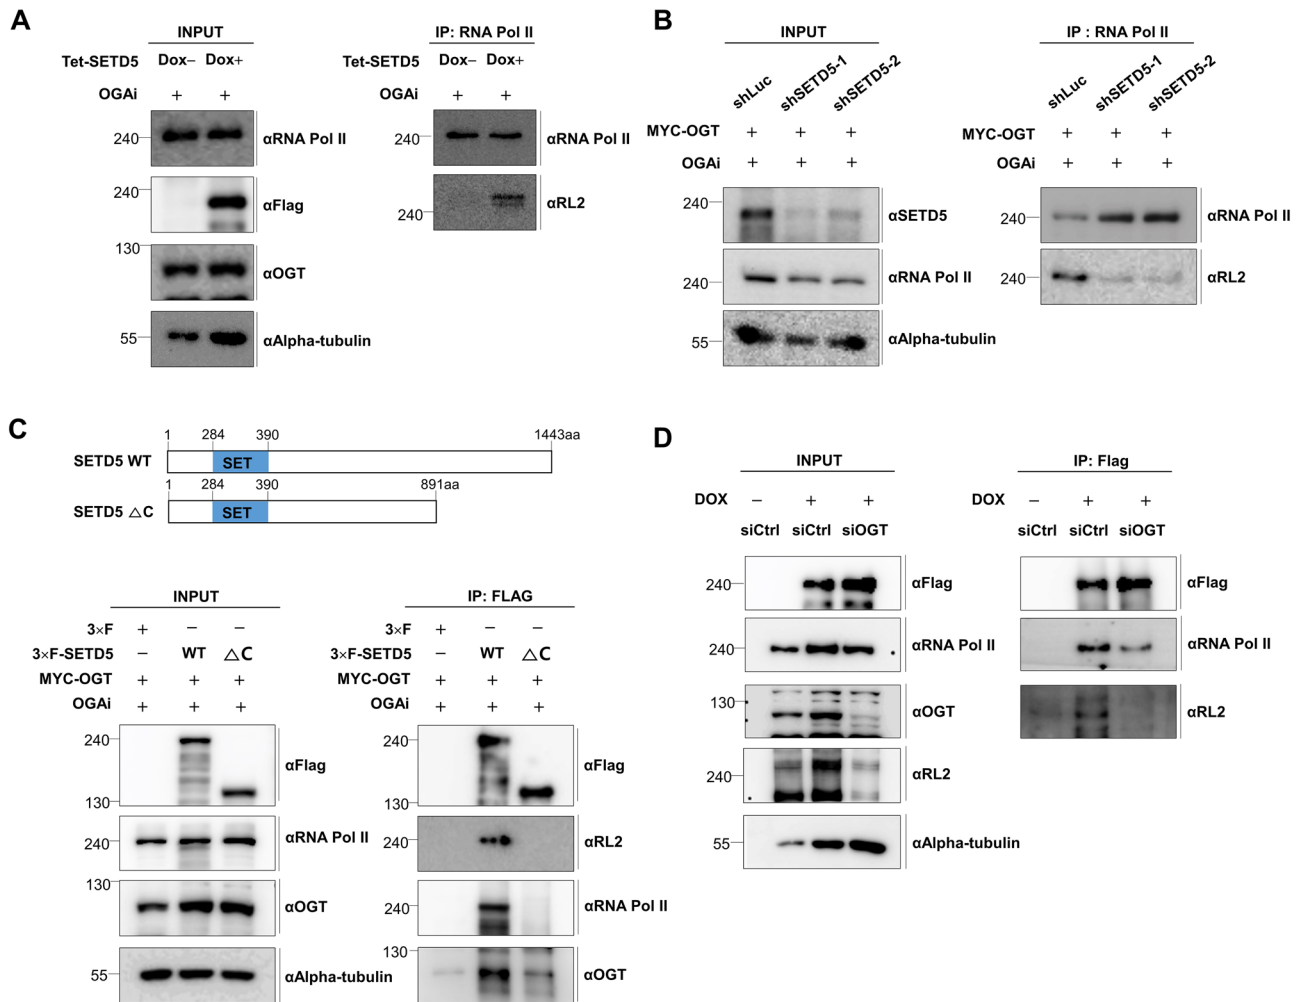 A
INPUT
Tet-SETD5 Dox− Dox+
OGAi + +
240 αRNA Pol II
240 αFlag
130 αOGT
55 αAlpha-tubulin
IP: RNA Pol II
Tet-SETD5 Dox− Dox+
OGAi + +
240 αRNA Pol II
240 αRL2
B
INPUT
shLuc shSETD5-1 shSETD5-2
MYC-OGT + + +
OGAi + + +
240 αSETD5
240 αRNA Pol II
55 αAlpha-tubulin
IP : RNA Pol II
shLuc shSETD5-1 shSETD5-2
MYC-OGT + + +
OGAi + + +
240 αRNA Pol II
240 αRL2
C
1 284 390 1443aa
SETD5 WT SET
1 284 390 891aa
SETD5 △C SET
INPUT
3×F + − −
3×F-SETD5 − WT △C
MYC-OGT + + +
OGAi + + +
240 αFlag
130
240 αRNA Pol II
130 αOGT
55 αAlpha-tubulin
IP: FLAG
3×F + − −
3×F-SETD5 − WT △C
MYC-OGT + + +
OGAi + + +
240 αFlag
130
240 αRL2
240 αRNA Pol II
130 αOGT
D
INPUT
DOX − + +
siCtrl siCtrl siOGT
240 αFlag
240 αRNA Pol II
130 αOGT
240 αRL2
55 αAlpha-tubulin
IP: Flag
DOX − + +
siCtrl siCtrl siOGT
αFlag
αRNA Pol II
αRL2